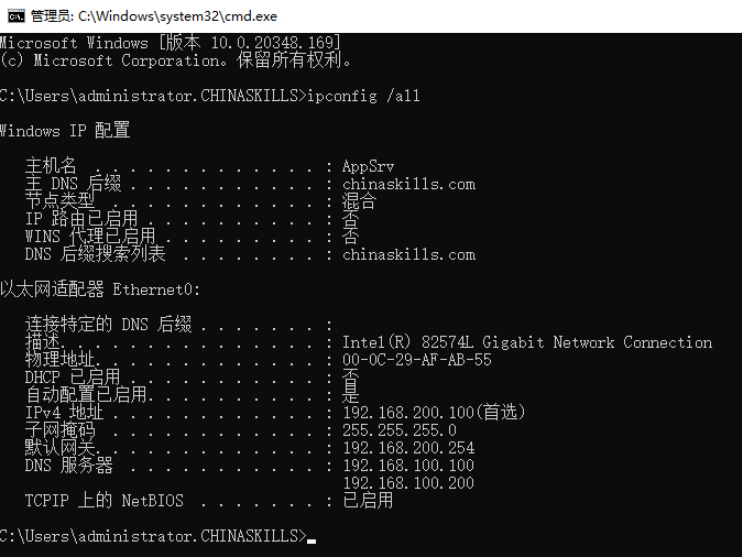 管理员: C:\Windows\system32\cmd.exe
Microsoft Windows [版本 10.0.20348.169]
(c) Microsoft Corporation。保留所有权利。
C:\Users\administrator.CHINASKILLS>ipconfig /all
Windows IP 配置
主机名 . . . . . . . . . . . . . : AppSrv
主 DNS 后缀 . . . . . . . . . . . : chinaskills.com
节点类型 . . . . . . . . . . . . : 混合
IP 路由已启用 . . . . . . . . . . : 否
WINS 代理已启用 . . . . . . . . . : 否
DNS 后缀搜索列表 . . . . . . . . : chinaskills.com
以太网适配器 Ethernet0:
连接特定的 DNS 后缀 . . . . . . . :
描述. . . . . . . . . . . . . . . : Intel(R) 82574L Gigabit Network Connection
物理地址. . . . . . . . . . . . . : 00-0C-29-AF-AB-55
DHCP 已启用 . . . . . . . . . . . : 否
自动配置已启用. . . . . . . . . . : 是
IPv4 地址 . . . . . . . . . . . . : 192.168.200.100(首选)
子网掩码 . . . . . . . . . . . . : 255.255.255.0
默认网关. . . . . . . . . . . . . : 192.168.200.254
DNS 服务器 . . . . . . . . . . . : 192.168.100.100
192.168.100.200
TCPIP 上的 NetBIOS . . . . . . . : 已启用
C:\Users\administrator.CHINASKILLS>